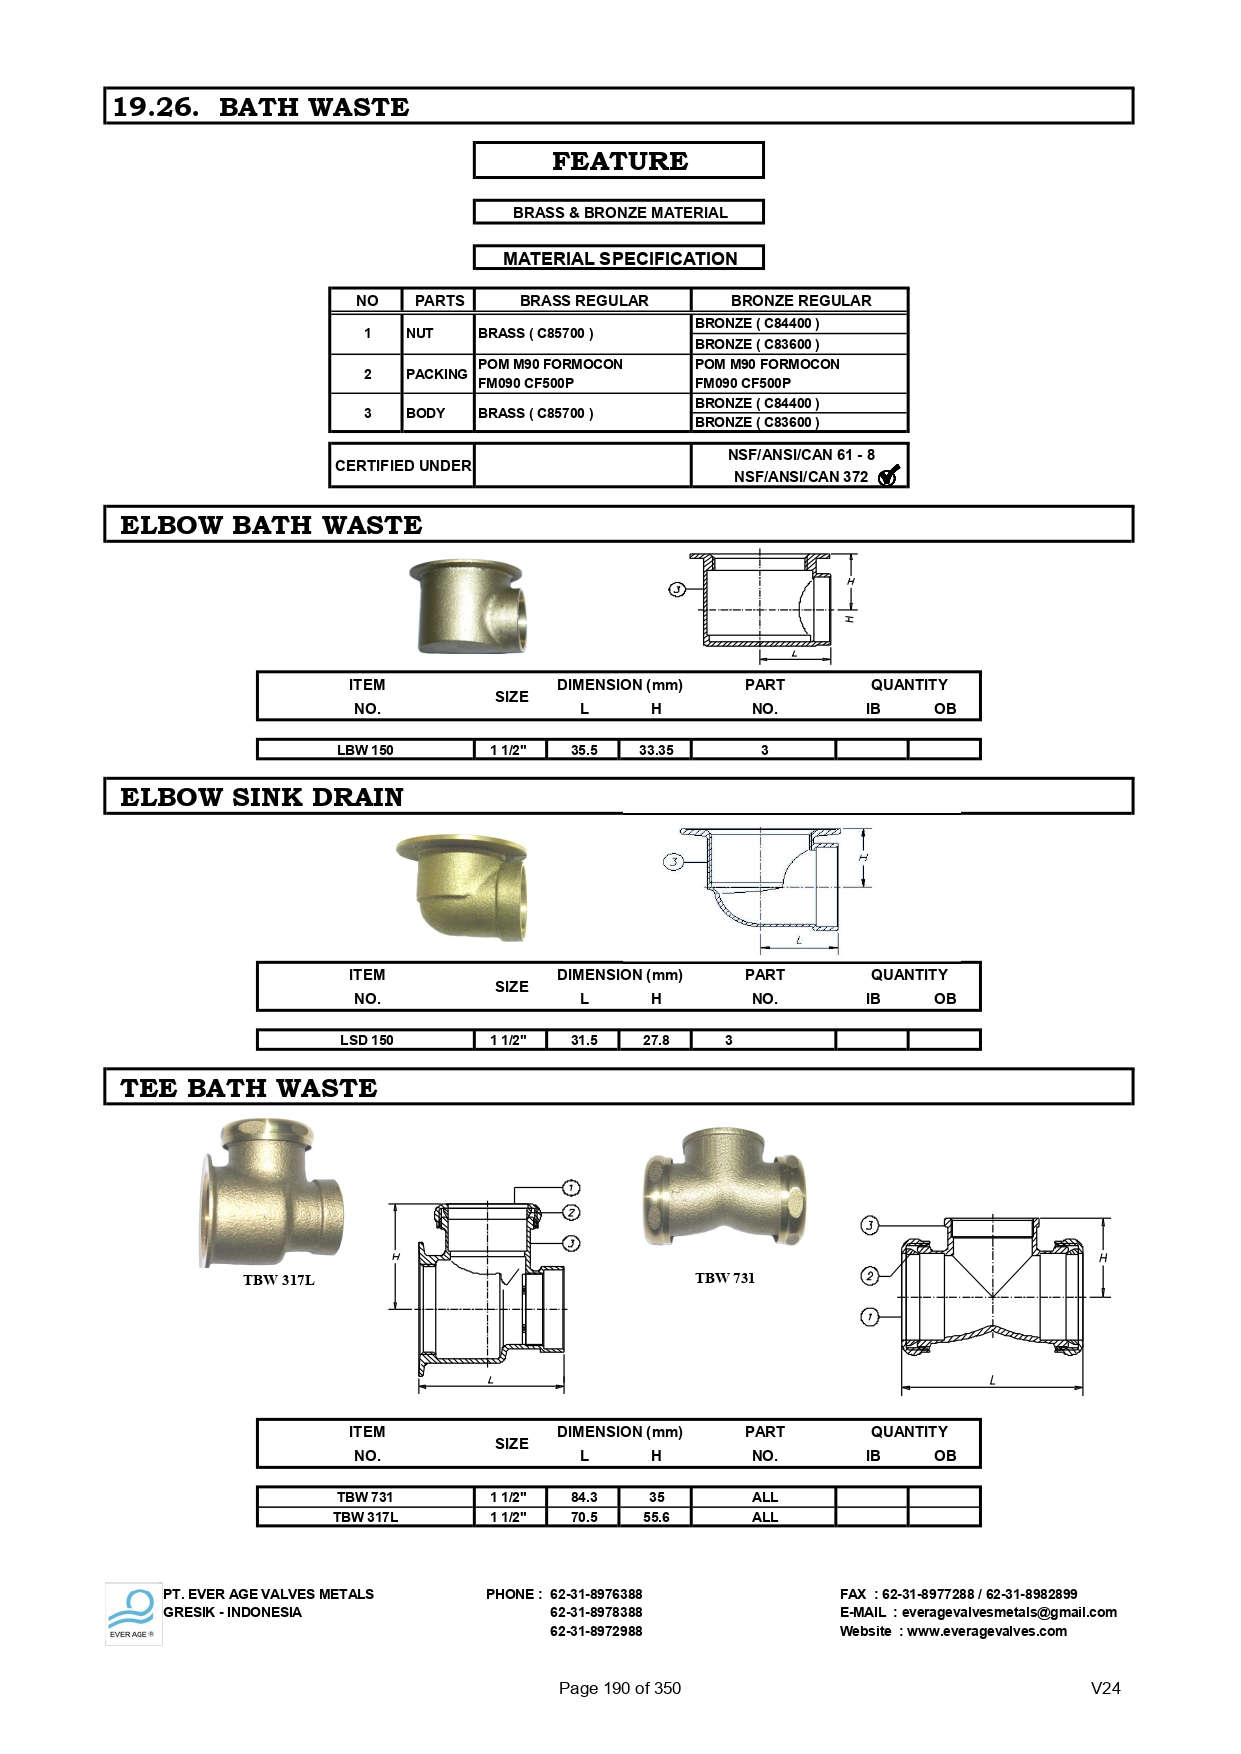 19.26. BATH WASTE
FEATURE
BRASS & BRONZE MATERIAL
MATERIAL SPECIFICATION
NO PARTS BRASS REGULAR BRONZE REGULAR
1 NUT BRASS ( C85700 ) BRONZE ( C84400 )
BRONZE ( C83600 )
2 PACKING POM M90 FORMOCON POM M90 FORMOCON
FM090 CF500P FM090 CF500P
3 BODY BRASS ( C85700 ) BRONZE ( C84400 )
BRONZE ( C83600 )
CERTIFIED UNDER NSF/ANSI/CAN 61 - 8
NSF/ANSI/CAN 372
ELBOW BATH WASTE
3
H
H
L
ITEM SIZE DIMENSION (mm) PART QUANTITY
NO. L H NO. IB OB
LBW 150 1 1/2" 35.5 33.35 3
ELBOW SINK DRAIN
3
H
L
ITEM SIZE DIMENSION (mm) PART QUANTITY
NO. L H NO. IB OB
LSD 150 1 1/2" 31.5 27.8 3
TEE BATH WASTE
1
2
3
H
L
TBW 317L
TBW 731
3
2
1
H
L
ITEM SIZE DIMENSION (mm) PART QUANTITY
NO. L H NO. IB OB
TBW 731 1 1/2" 84.3 35 ALL
TBW 317L 1 1/2" 70.5 55.6 ALL
EVER AGE ®
PT. EVER AGE VALVES METALS PHONE : 62-31-8976388 FAX : 62-31-8977288 / 62-31-8982899
GRESIK - INDONESIA 62-31-8978388 E-MAIL : everagevalvesmetals@gmail.com
62-31-8972988 Website : www.everagevalves.com
Page 190 of 350 V24